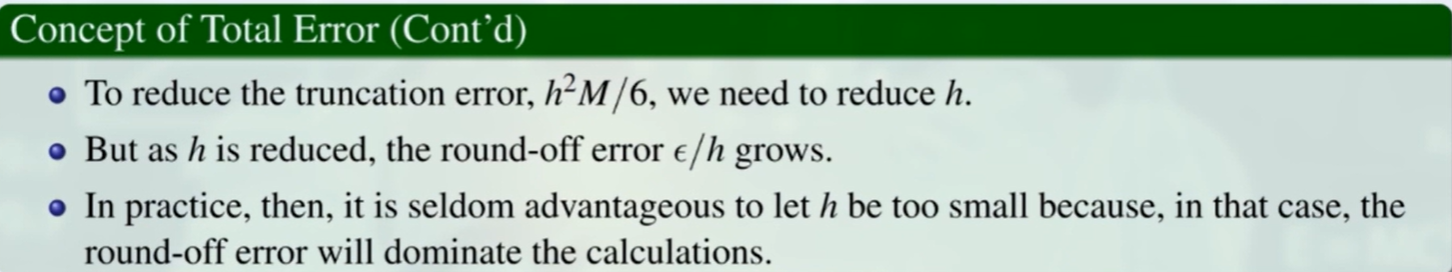 Concept of Total Error (Cont'd)
To reduce the truncation error, h²M/6, we need to reduce h.
But as h is reduced, the round-off error ϵ/h grows.
In practice, then, it is seldom advantageous to let h be too small because, in that case, the
round-off error will dominate the calculations.